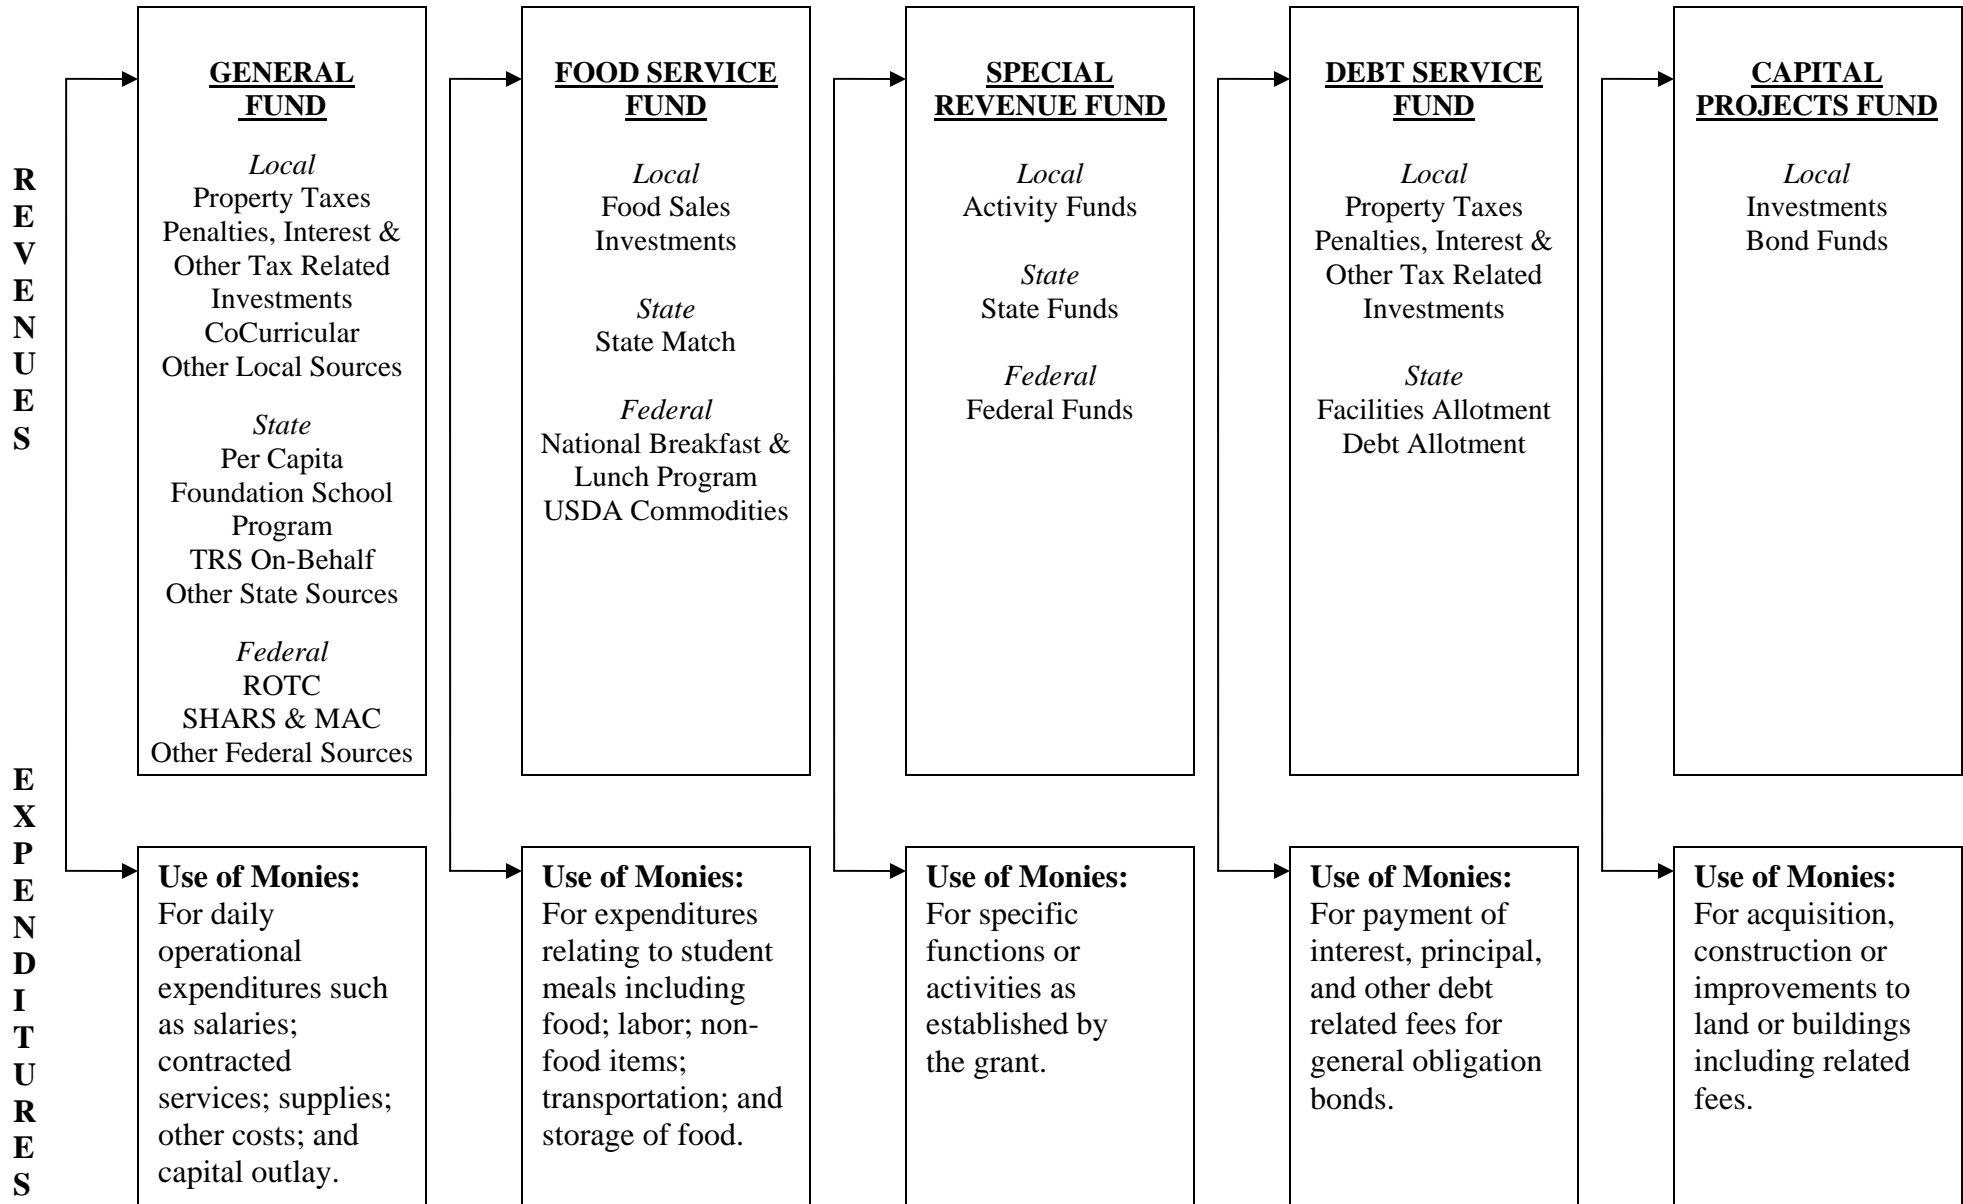 REVENUES
GENERAL
FUND
Local
Property Taxes
Penalties, Interest &
Other Tax Related
Investments
CoCurricular
Other Local Sources
State
Per Capita
Foundation School
Program
TRS On-Behalf
Other State Sources
Federal
ROTC
SHARS & MAC
Other Federal Sources
FOOD SERVICE
FUND
Local
Food Sales
Investments
State
State Match
Federal
National Breakfast &
Lunch Program
USDA Commodities
SPECIAL
REVENUE FUND
Local
Activity Funds
State
State Funds
Federal
Federal Funds
DEBT SERVICE
FUND
Local
Property Taxes
Penalties, Interest &
Other Tax Related
Investments
State
Facilities Allotment
Debt Allotment
CAPITAL
PROJECTS FUND
Local
Investments
Bond Funds
EXPENDITURES
Use of Monies:
For daily
operational
expenditures such
as salaries;
contracted
services; supplies;
other costs; and
capital outlay.
Use of Monies:
For expenditures
relating to student
meals including
food; labor; non-
food items;
transportation; and
storage of food.
Use of Monies:
For specific
functions or
activities as
established by
the grant.
Use of Monies:
For payment of
interest, principal,
and other debt
related fees for
general obligation
bonds.
Use of Monies:
For acquisition,
construction or
improvements to
land or buildings
including related
fees.